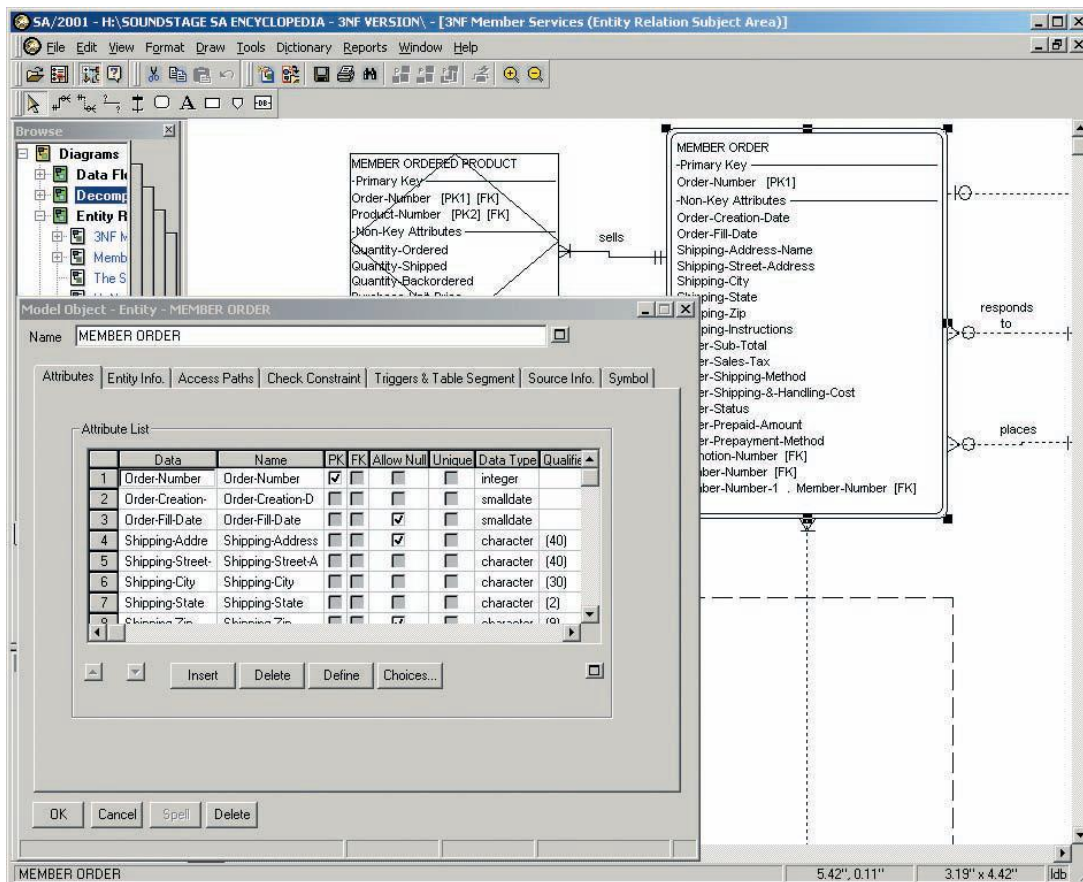 SA/2001 - H:\SOUNDSTAGE SA ENCYCLOPEDIA - 3NF VERSION\ - [3NF Member Services (Entity Relation Subject Area)]
File Edit View Format Draw Tools Dictionary Reports Window Help
Browse
Diagrams
Data Flo
Decomp
Entity R
3NF M
Memb
The S
MEMBER ORDERED PRODUCT
-Primary Key
Order-Number [PK1] [FK]
Product-Number [PK2] [FK]
-Non-Key Attributes
Quantity-Ordered
Quantity-Shipped
Quantity-Backordered
sells
MEMBER ORDER
-Primary Key
Order-Number [PK1]
-Non-Key Attributes
Order-Creation-Date
Order-Fill-Date
Shipping-Address-Name
Shipping-Street-Address
Shipping-City
Shipping-State
ping-Zip
ping-Instructions
er-Sub-Total
er-Sales-Tax
er-Shipping-Method
er-Shipping-&-Handling-Cost
er-Status
er-Prepaid-Amount
er-Prepayment-Method
motion-Number [FK]
ber-Number [FK]
ber-Number-1 . Member-Number [FK]
responds
to
places
Model Object - Entity - MEMBER ORDER
Name MEMBER ORDER
Attributes Entity Info. Access Paths Check Constraint Triggers & Table Segment Source Info. Symbol
Attribute List
Data Name PK FK Allow Null Unique Data Type Qualifie
1 Order-Number Order-Number integer
2 Order-Creation- Order-Creation-D smalldate
3 Order-Fill-Date Order-Fill-Date smalldate
4 Shipping-Addre Shipping-Address character (40)
5 Shipping-Street- Shipping-Street-A character (40)
6 Shipping-City Shipping-City character (30)
7 Shipping-State Shipping-State character (2)
Shipping-Zip Shipping-Zip character (9)
Insert Delete Define Choices...
OK Cancel Spell Delete
MEMBER ORDER 5.42", 0.11" 3.19" x 4.42" ldb